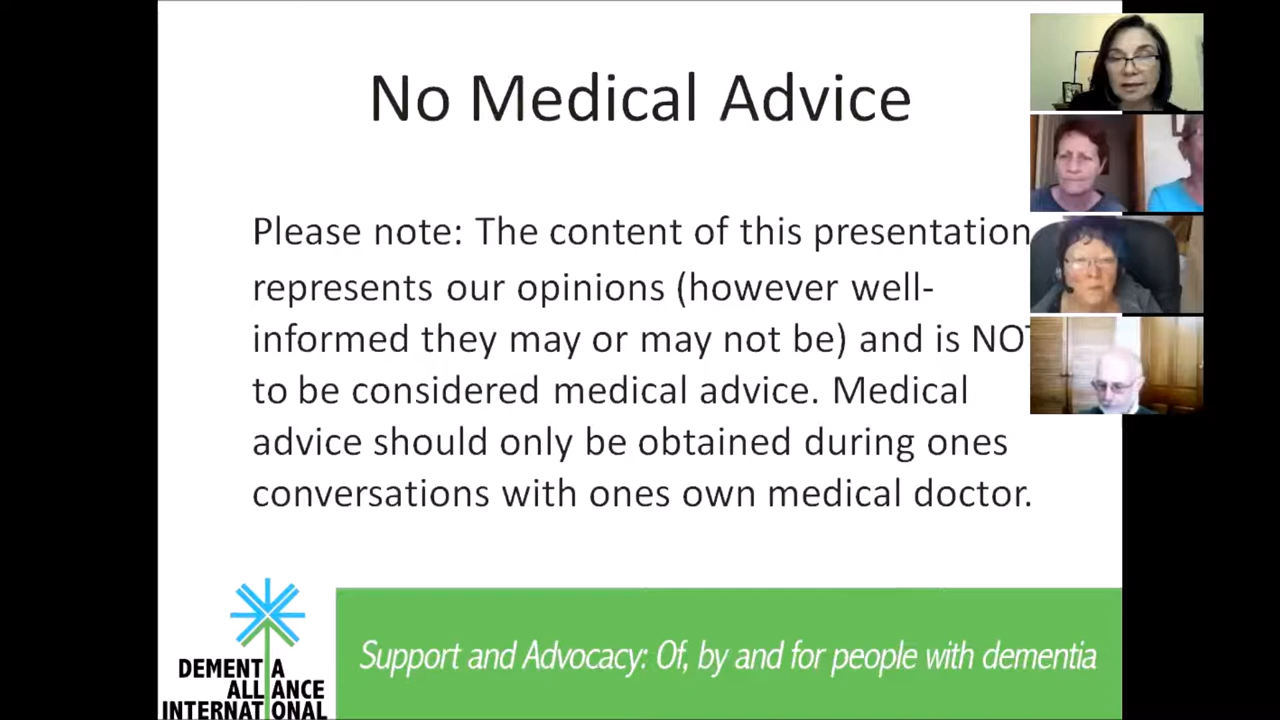 No Medical Advice
Please note: The content of this presentation
represents our opinions (however well-
informed they may or may not be) and is NOT
to be considered medical advice. Medical
advice should only be obtained during ones
conversations with ones own medical doctor.
DEMENTIA
ALLIANCE
INTERNATIONAL
Support and Advocacy: Of, by and for people with dementia